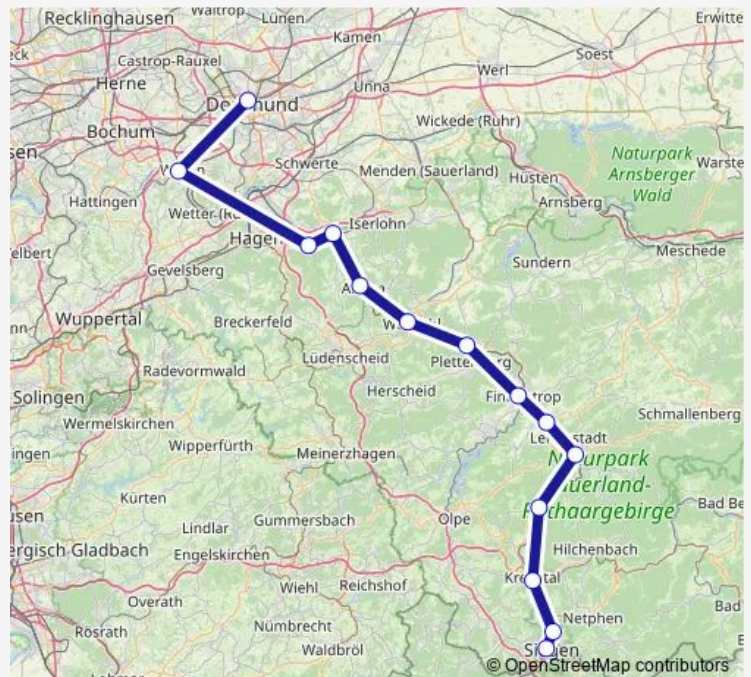 Recklinghausen
Waltrop
Lünen
Erwitte
Kamen
Castrop-Rauxel
Soest
Herne
Unna
Werl
Bochum
Wickede (Ruhr)
Schwerte
Menden (Sauerland)
Hüsten
Naturpark
Arnsberger
Wald
Hattingen
Arnsberg
Iserlohn
Hagen
Meschede
Sundern
Gevelsberg
Wuppertal
Breckerfeld
Lüdenscheid
Radevormwald
Herscheid
Solingen
Schmallenberg
Wermelskirchen
Wipperfürth
Meinerzhagen
Kürten
Gummersbach
Olpe
Lindlar
Hilchenbach
Engelskirchen
Wiehl
Reichshof
Overath
Nümbrecht
Netphen
Rösrath
Waldbröl
© OpenStreetMap contributors